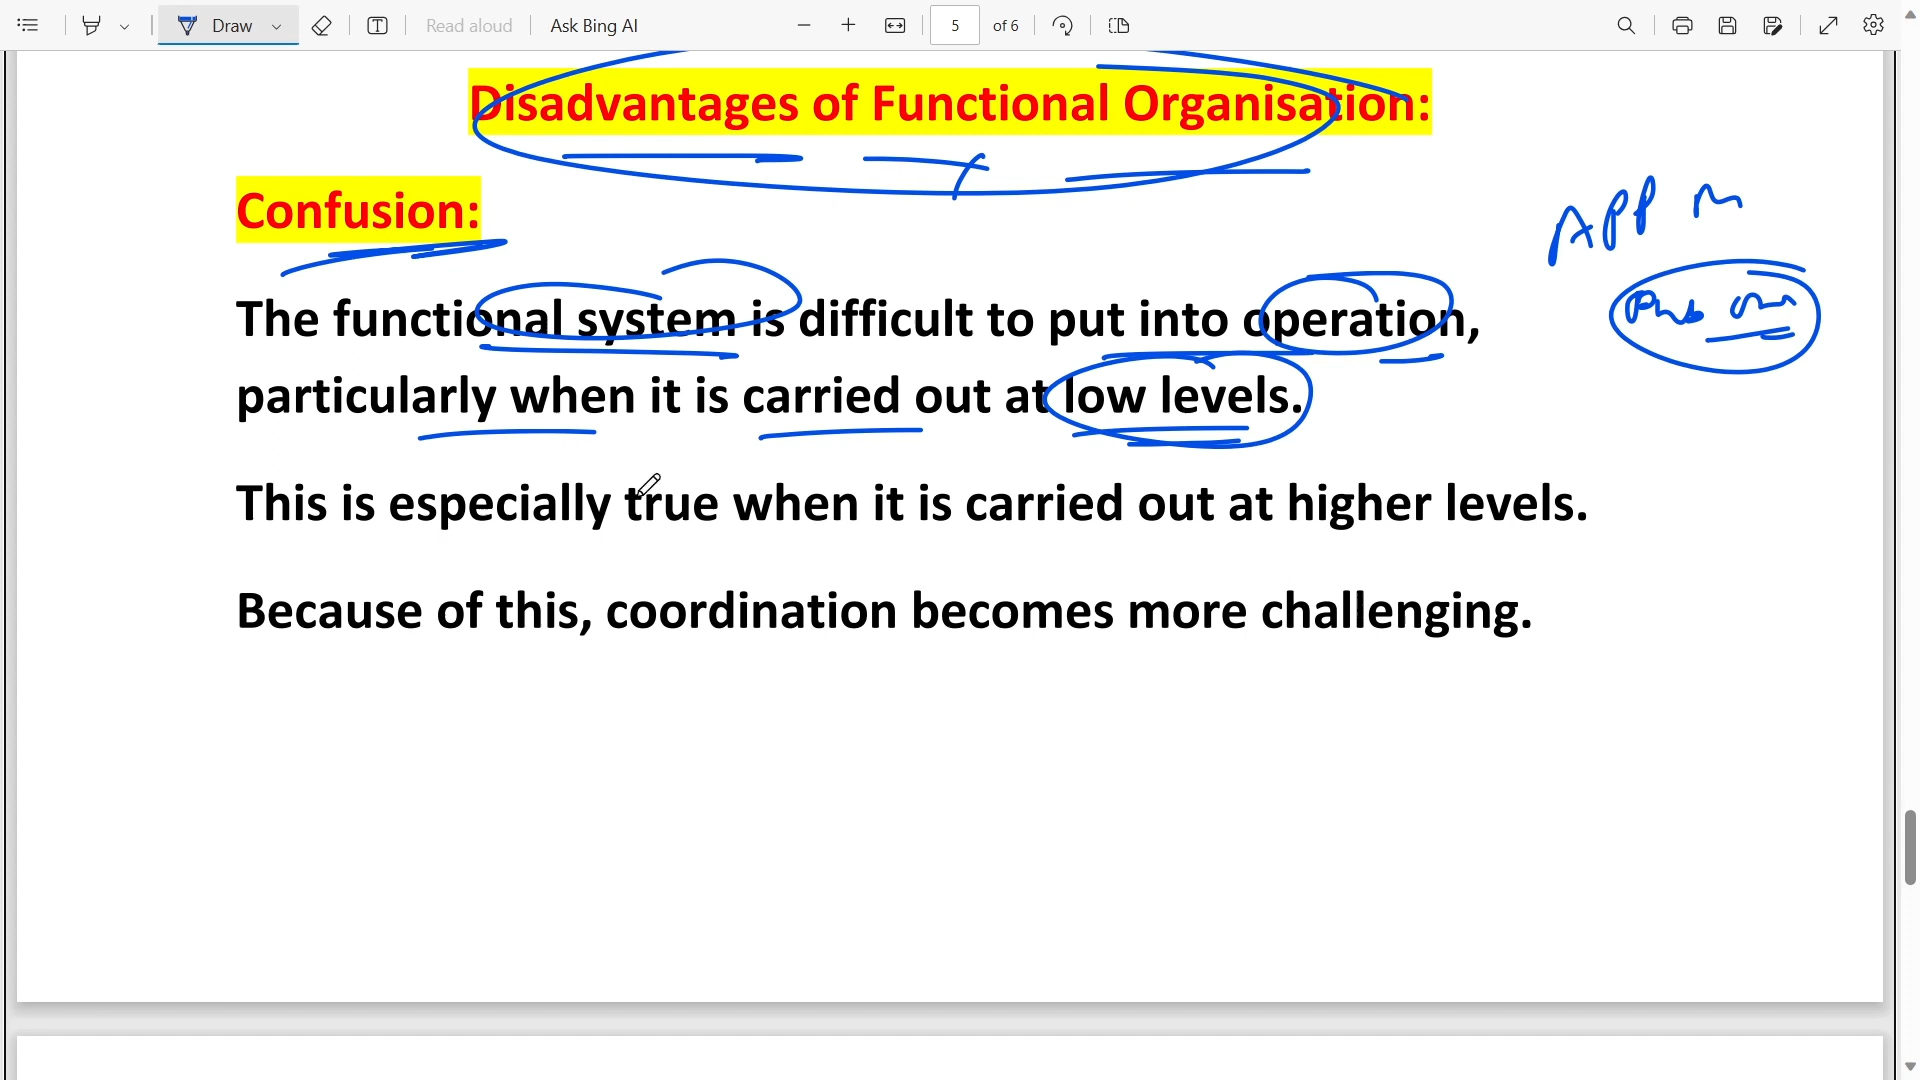 Draw
Read aloud
Ask Bing AI
5
of 6
Disadvantages of Functional Organisation:
Confusion:
APP
The functional system is difficult to put into operation,
particularly when it is carried out at low levels.
This is especially true when it is carried out at higher levels.
Because of this, coordination becomes more challenging.